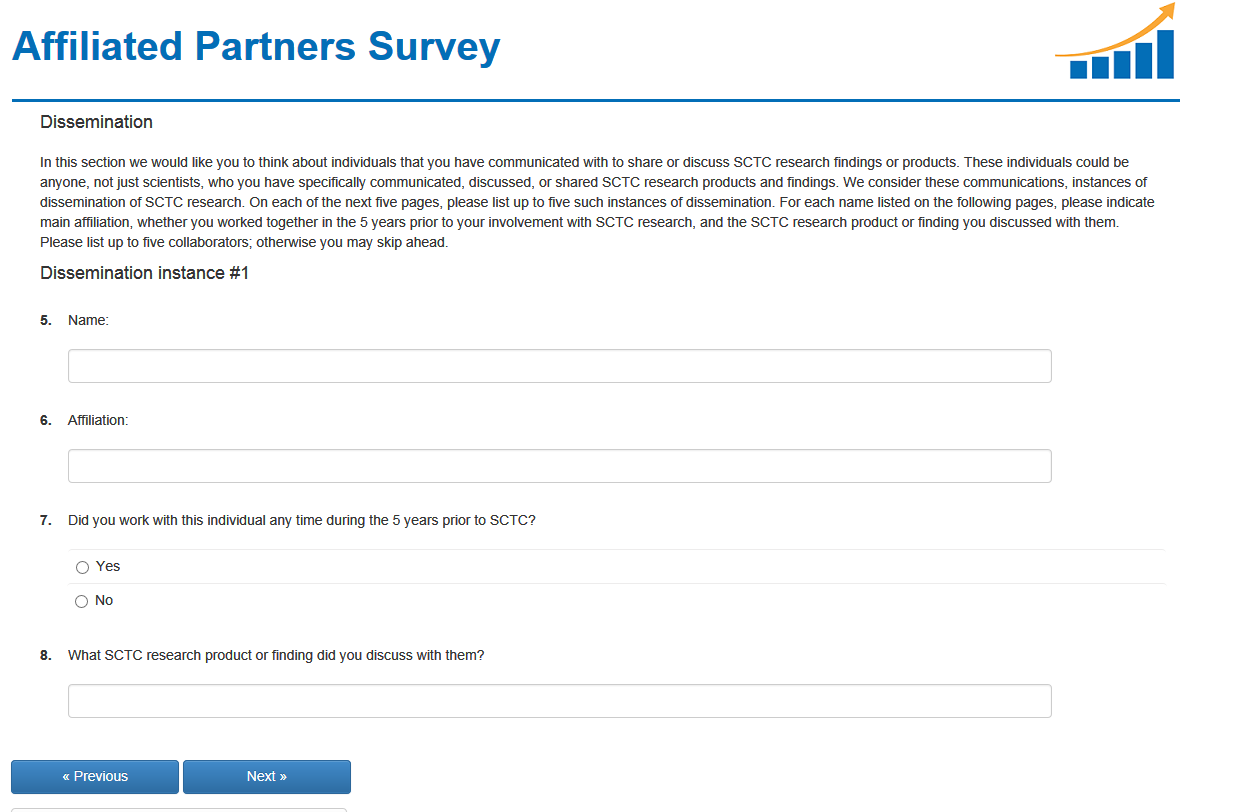 Affiliated Partners Survey
Dissemination
In this section we would like you to think about individuals that you have communicated with to share or discuss SCTC research findings or products. These individuals could be
anyone, not just scientists, who you have specifically communicated, discussed, or shared SCTC research products and findings. We consider these communications, instances of
dissemination of SCTC research. On each of the next five pages, please list up to five such instances of dissemination. For each name listed on the following pages, please indicate
main affiliation, whether you worked together in the 5 years prior to your involvement with SCTC research, and the SCTC research product or finding you discussed with them.
Please list up to five collaborators; otherwise you may skip ahead.
Dissemination instance #1
5. Name:
6. Affiliation:
7. Did you work with this individual any time during the 5 years prior to SCTC?
Yes
No
8. What SCTC research product or finding did you discuss with them?
« Previous Next »